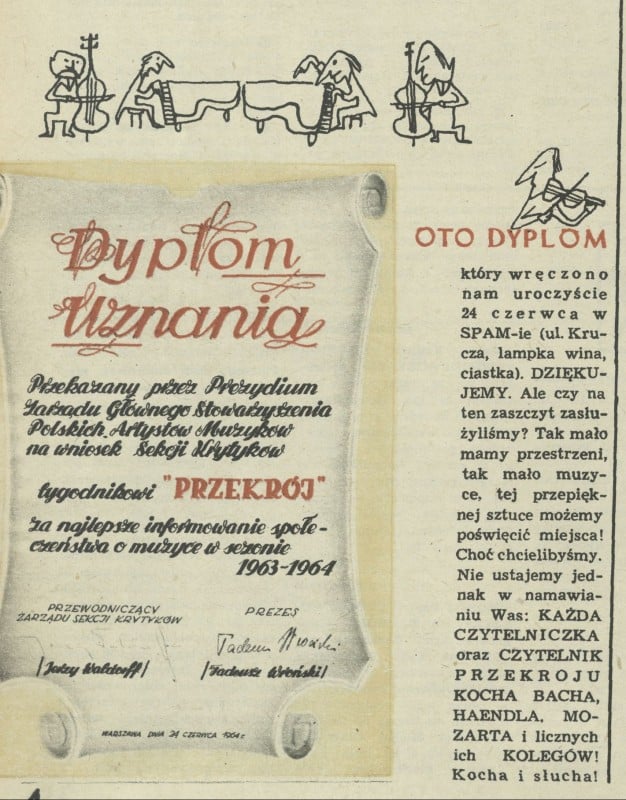 Dyplom
Uznania
Przekazany przez Prezydium
Zarządu Głównego Stowarzyszenia
Polskich Artystów Muzyków
na wniosek Sekcji Krytyków
tygodnikowi "PRZEKRÓJ"
za najlepsze informowanie społe-
czeństwa o muzyce w sezonie
1963-1964
PRZEWODNICZĄCY
ZARZĄDU SEKCJI KRYTYKÓW
/Jerzy Waldorff/
PREZES
Tadeusz Wroński
/Tadeusz Wroński/
WARSZAWA DNIA 24 CZERWCA 1964 r.
OTO DYPLOM
który wręczono
nam uroczyście
24 czerwca w
SPAM-ie (ul. Kru-
cza, lampka wina,
ciastka). DZIĘKU-
JEMY. Ale czy na
ten zaszczyt zasłu-
żyliśmy? Tak mało
mamy przestrzeni,
tak mało muzy-
ce, tej przepięk-
nej sztuce możemy
poświęcić miejsca!
Choć chcielibyśmy.
Nie ustajemy jed-
nak w namawia-
niu Was: KAŻDA
CZYTELNICZKA
oraz CZYTELNIK
PRZEKROJU
KOCHA BACHA,
HAENDLA, MO-
ZARTA i licznych
ich KOLEGÓW!
Kocha i słucha!